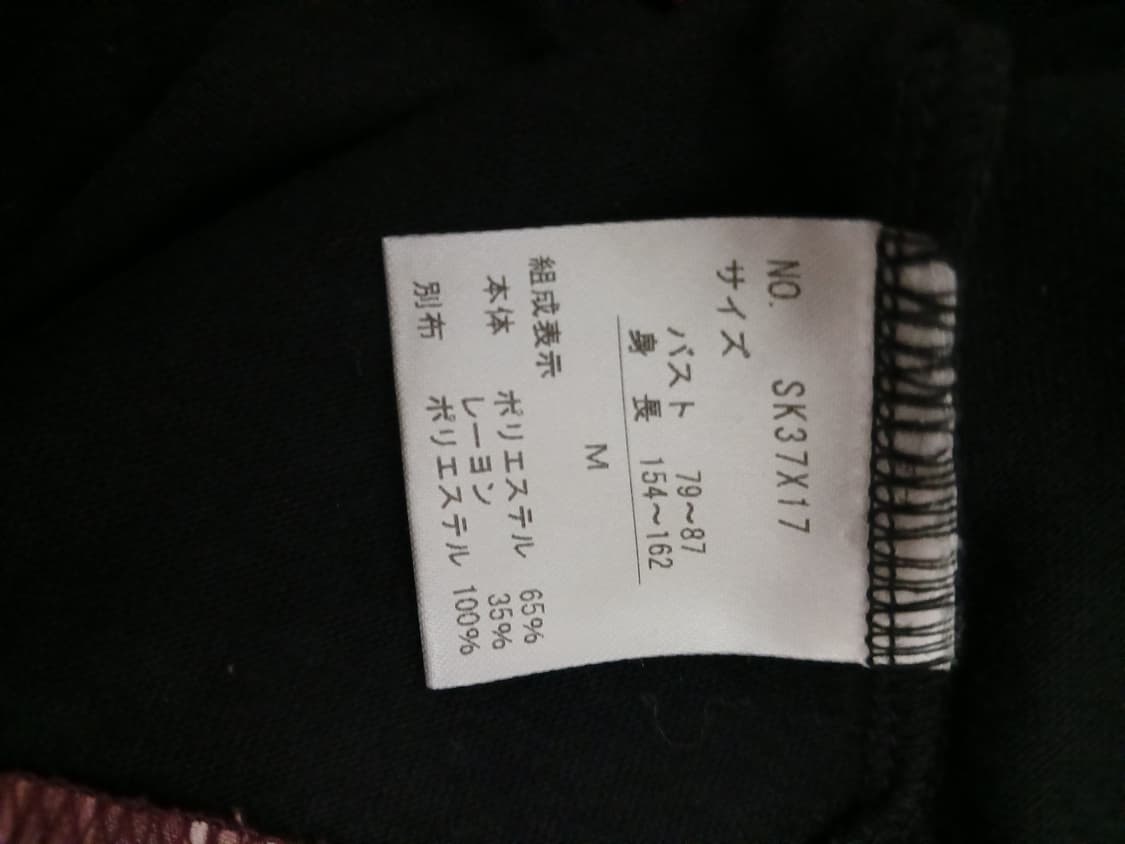 NO. SK37X17
サイズ
バスト 79～87
身長 154～162
M
組成表示
本体 ポリエステル 65%
レーヨン 35%
別布 ポリエステル 100%